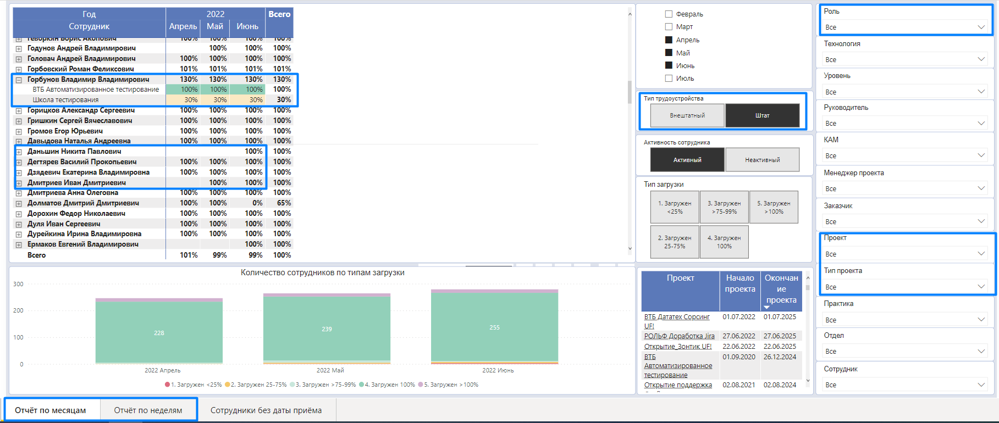 Год 2022 Всего
Сотрудник Апрель Май Июнь
Геворкян Борис Акопович 100% 100% 100% 100%
Годунов Андрей Владимирович 100% 100% 100%
Головач Андрей Владимирович 100% 100% 100% 100%
Горбовский Роман Феликсович 101% 101% 101% 101%
Горбунов Владимир Владимирович 130% 130% 130% 130%
ВТБ Автоматизированное тестирование 100% 100% 100% 100%
Школа тестирования 30% 30% 30% 30%
Горицков Александр Сергеевич 100% 100% 100% 100%
Гришкин Сергей Вячеславович 100% 100% 100% 100%
Громов Егор Юрьевич 100% 100% 100% 100%
Давыдова Наталья Андреевна 100% 100% 100% 100%
Даньшин Никита Павлович 100% 100%
Дегтярев Василий Прокопьевич 100% 100% 100% 100%
Дзядевич Екатерина Владимировна 100% 100% 100% 100%
Дмитриев Иван Дмитриевич 100% 100% 100%
Дмитриева Анна Олеговна 100% 100% 100% 100%
Долматов Дмитрий Дмитриевич 100% 100% 0% 65%
Дорохин Федор Николаевич 100% 100% 100% 100%
Дуля Иван Сергеевич 100% 100% 100% 100%
Дурейкина Ирина Владимировна 100% 100% 100% 100%
Ермаков Евгений Владимирович 100% 100%
Всего 101% 99% 99% 100%
Февраль
Март
Апрель
Май
Июнь
Июль
Тип трудоустройства
Внештатный Штат
Активность сотрудника
Активный Неактивный
Тип загрузки
1. Загружен <25%
3. Загружен >75-99%
5. Загружен >100%
2. Загружен 25-75%
4. Загружен 100%
Роль
Все
Технология
Все
Уровень
Все
Руководитель
Все
КАМ
Все
Менеджер проекта
Все
Заказчик
Все
Проект
Все
Тип проекта
Все
Практика
Все
Отдел
Все
Сотрудник
Все
Количество сотрудников по типам загрузки
300
200
100
0
228
239
255
2022 Апрель 2022 Май 2022 Июнь
1. Загружен <25% 2. Загружен 25-75% 3. Загружен >75-99% 4. Загружен 100% 5. Загружен >100%
Проект Начало Окончан
проекта ие
проекта
ВТБ Дататех Сорсинг 01.07.2022 01.07.2025
UF!
РОЛЬФ Доработка Jira 27.06.2022 27.06.2025
Открытие_Зонтик UF! 22.06.2022 22.06.2025
ВТБ 01.09.2020 26.12.2024
Автоматизированное
тестирование
Открытие поддержка 02.08.2021 02.08.2024
Отчёт по месяцам Отчёт по неделям Сотрудники без даты приёма